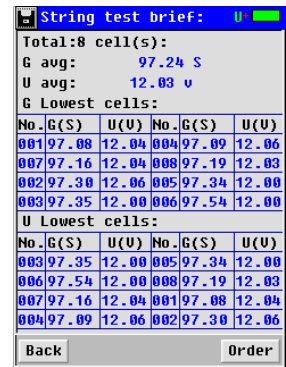 String test brief: U+
Total:8 cell(s):
G avg: 97.24 S
U avg: 12.03 v
G Lowest cells:
No. G(S) U(V) No. G(S) U(V)
001 97.08 12.04 004 97.09 12.06
007 97.16 12.04 008 97.19 12.03
002 97.30 12.06 005 97.34 12.00
003 97.35 12.00 006 97.54 12.00
U Lowest cells:
No. G(S) U(V) No. G(S) U(V)
003 97.35 12.00 005 97.34 12.00
006 97.54 12.00 008 97.19 12.03
007 97.16 12.04 001 97.08 12.04
004 97.09 12.06 002 97.30 12.06
Back Order